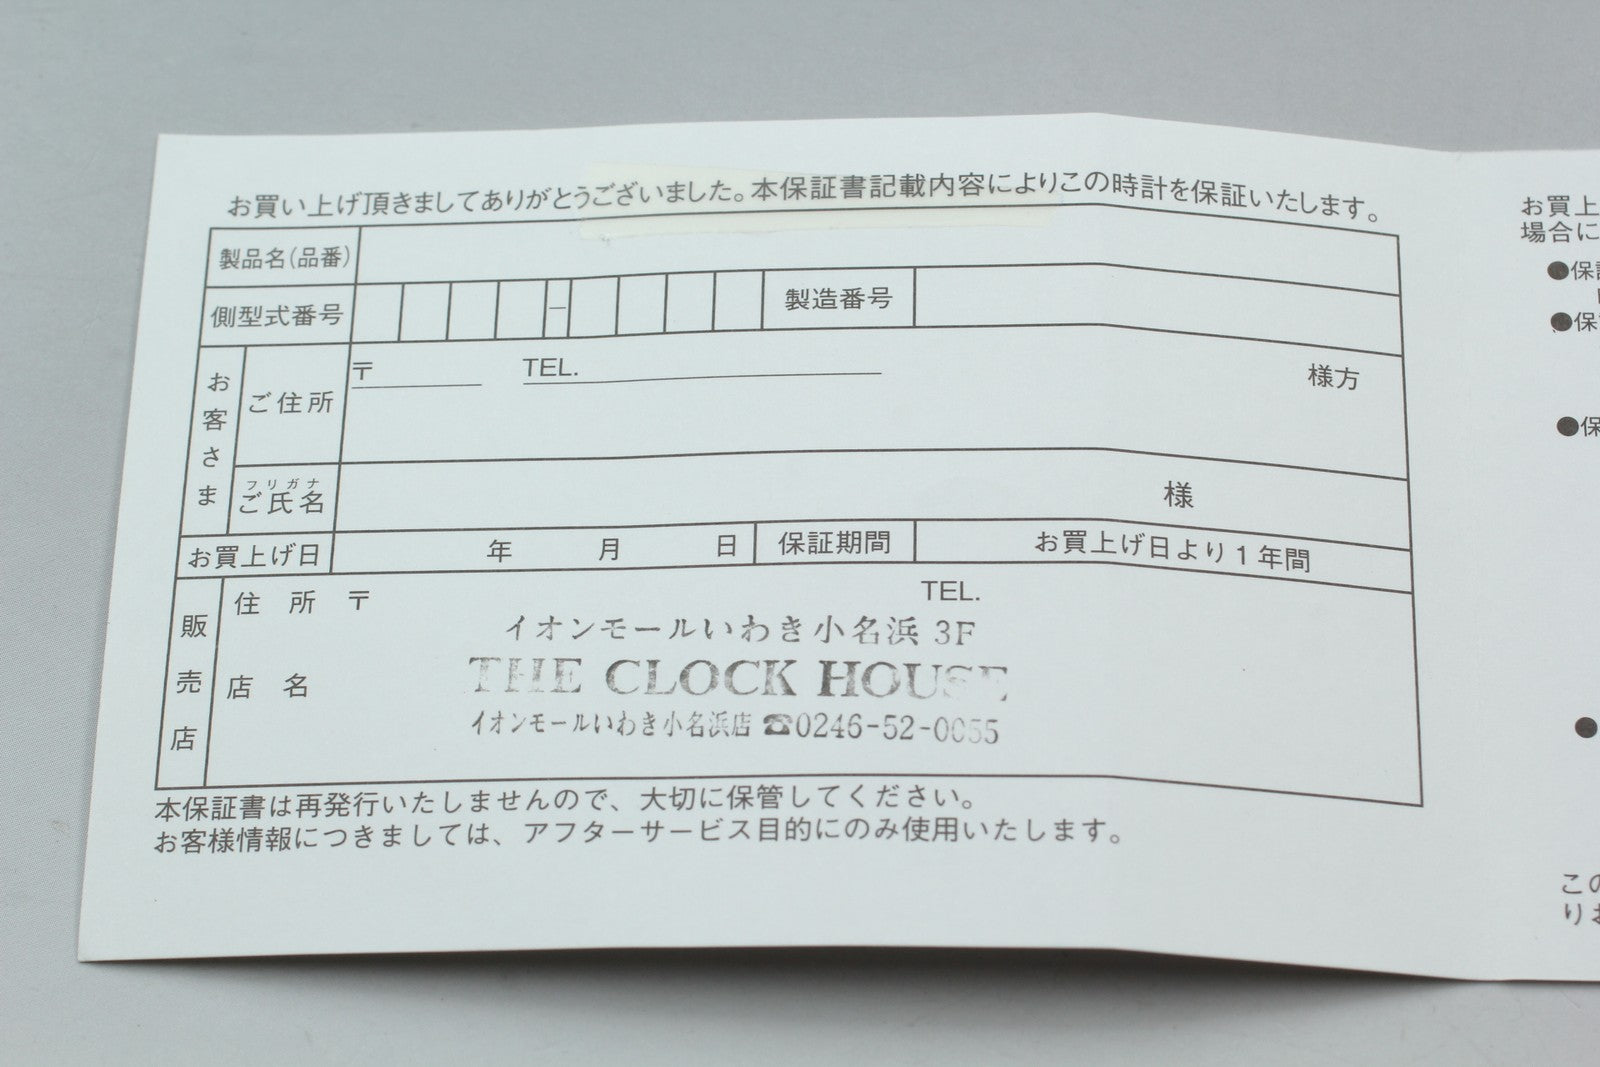 お買い上げ頂きましてありがとうございました。本保証書記載内容によりこの時計を保証いたします。
製品名(品番)
側型式番号 － 製造番号
お客さま
ご住所 〒 TEL. 様方
フリガナ
ご氏名 様
お買上げ日 年 月 日 保証期間 お買上げ日より1年間
販売店
住所 〒 TEL.
イオンモールいわき小名浜 3F
店名 THE CLOCK HOUSE
イオンモールいわき小名浜店 ☎0246-52-0055
本保証書は再発行いたしませんので、大切に保管してください。
お客様情報につきましては、アフターサービス目的にのみ使用いたします。
お買上
場合に
●保
●保
●保
●
この
りお